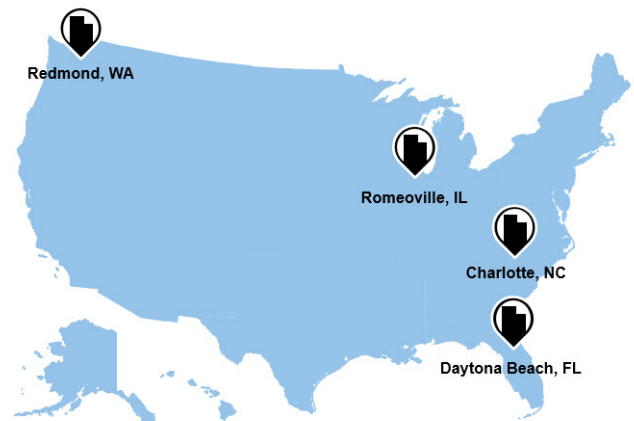 Redmond, WA
Romeoville, IL
Charlotte, NC
Daytona Beach, FL